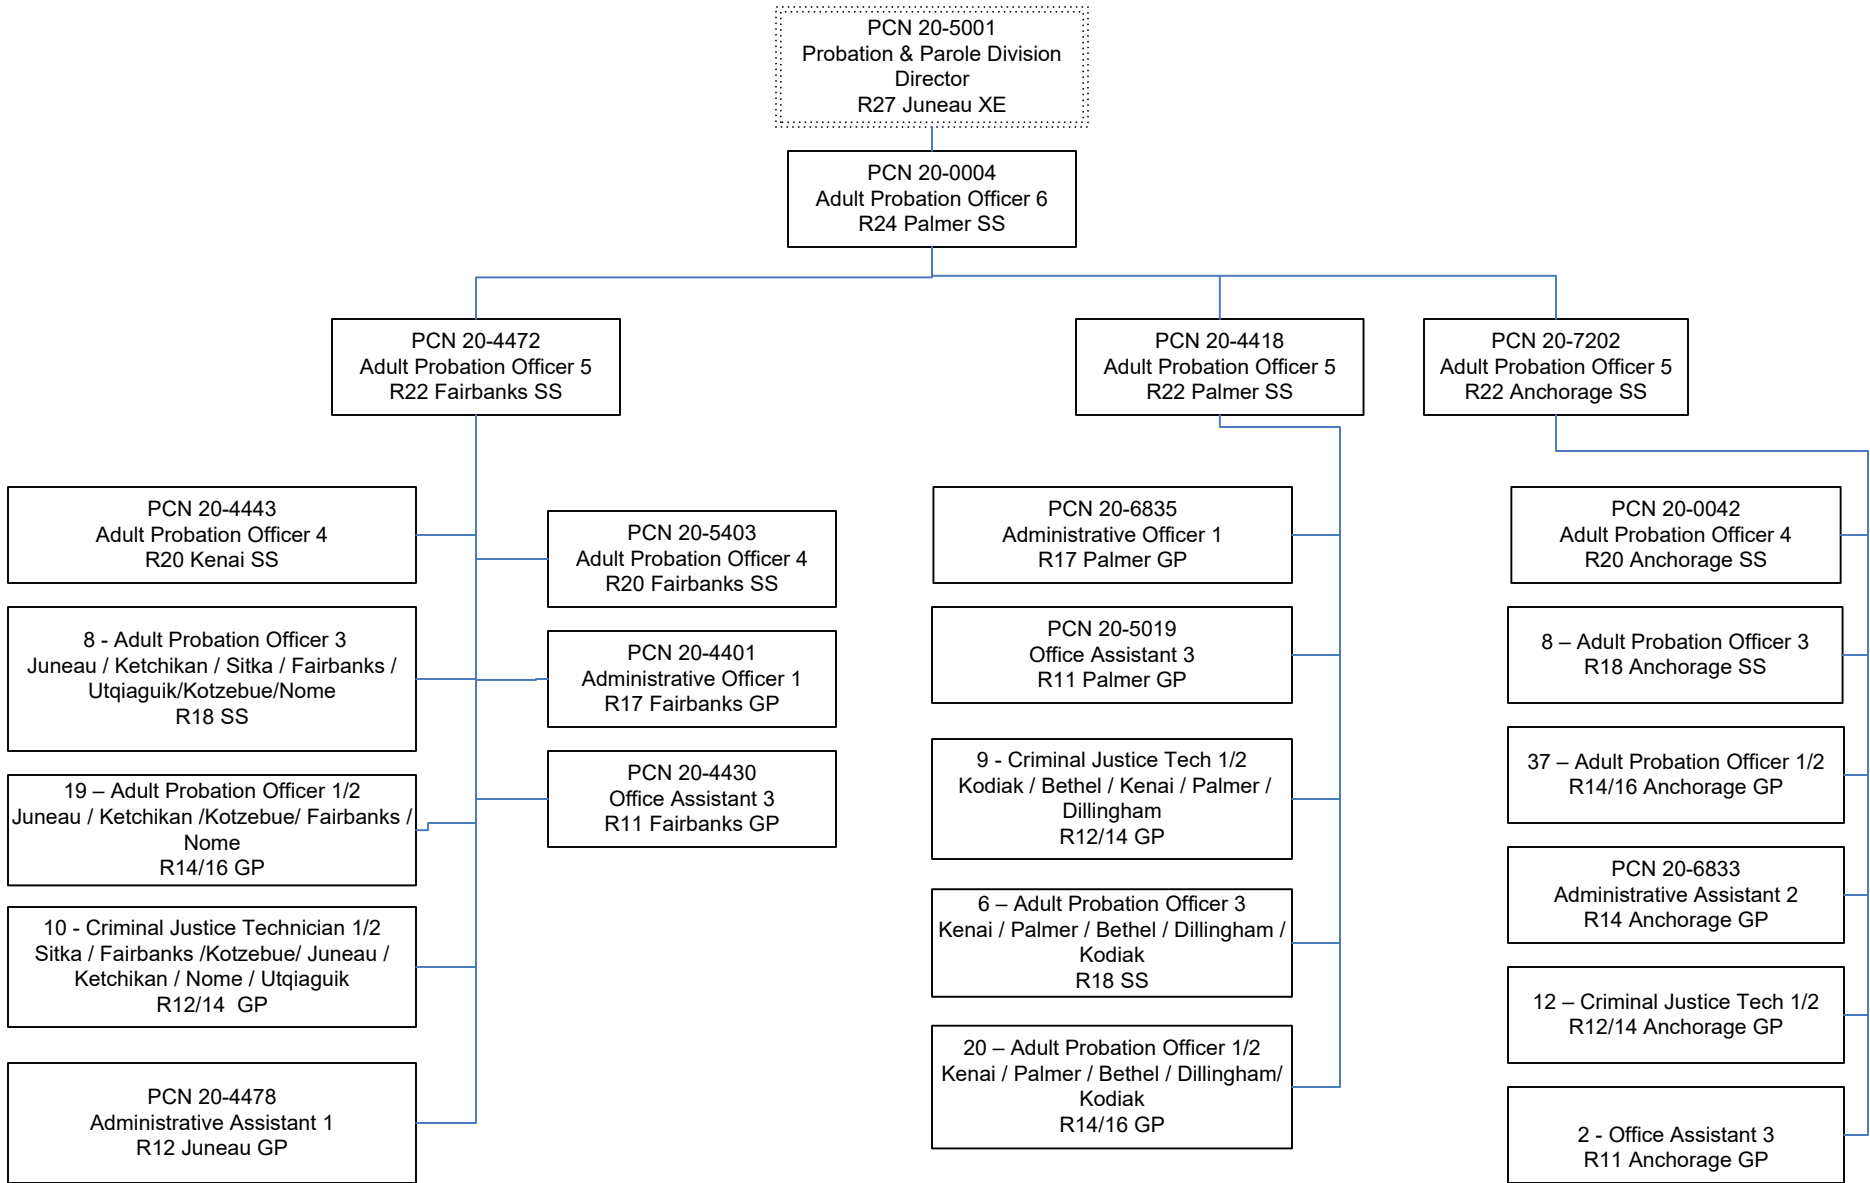 PCN 20-5001
Probation & Parole Division
Director
R27 Juneau XE
PCN 20-0004
Adult Probation Officer 6
R24 Palmer SS
PCN 20-4472
Adult Probation Officer 5
R22 Fairbanks SS
PCN 20-4418
Adult Probation Officer 5
R22 Palmer SS
PCN 20-7202
Adult Probation Officer 5
R22 Anchorage SS
PCN 20-4443
Adult Probation Officer 4
R20 Kenai SS
8 - Adult Probation Officer 3
Juneau / Ketchikan / Sitka / Fairbanks /
Utqiaguik/Kotzebue/Nome
R18 SS
19 – Adult Probation Officer 1/2
Juneau / Ketchikan /Kotzebue/ Fairbanks /
Nome
R14/16 GP
10 - Criminal Justice Technician 1/2
Sitka / Fairbanks /Kotzebue/ Juneau /
Ketchikan / Nome / Utqiaguik
R12/14  GP
PCN 20-4478
Administrative Assistant 1
R12 Juneau GP
PCN 20-5403
Adult Probation Officer 4
R20 Fairbanks SS
PCN 20-4401
Administrative Officer 1
R17 Fairbanks GP
PCN 20-4430
Office Assistant 3
R11 Fairbanks GP
PCN 20-6835
Administrative Officer 1
R17 Palmer GP
PCN 20-5019
Office Assistant 3
R11 Palmer GP
9 - Criminal Justice Tech 1/2
Kodiak / Bethel / Kenai / Palmer /
Dillingham
R12/14 GP
6 – Adult Probation Officer 3
Kenai / Palmer / Bethel / Dillingham /
Kodiak
R18 SS
20 – Adult Probation Officer 1/2
Kenai / Palmer / Bethel / Dillingham/
Kodiak
R14/16 GP
PCN 20-0042
Adult Probation Officer 4
R20 Anchorage SS
8 – Adult Probation Officer 3
R18 Anchorage SS
37 – Adult Probation Officer 1/2
R14/16 Anchorage GP
PCN 20-6833
Administrative Assistant 2
R14 Anchorage GP
12 – Criminal Justice Tech 1/2
R12/14 Anchorage GP
2 - Office Assistant 3
R11 Anchorage GP